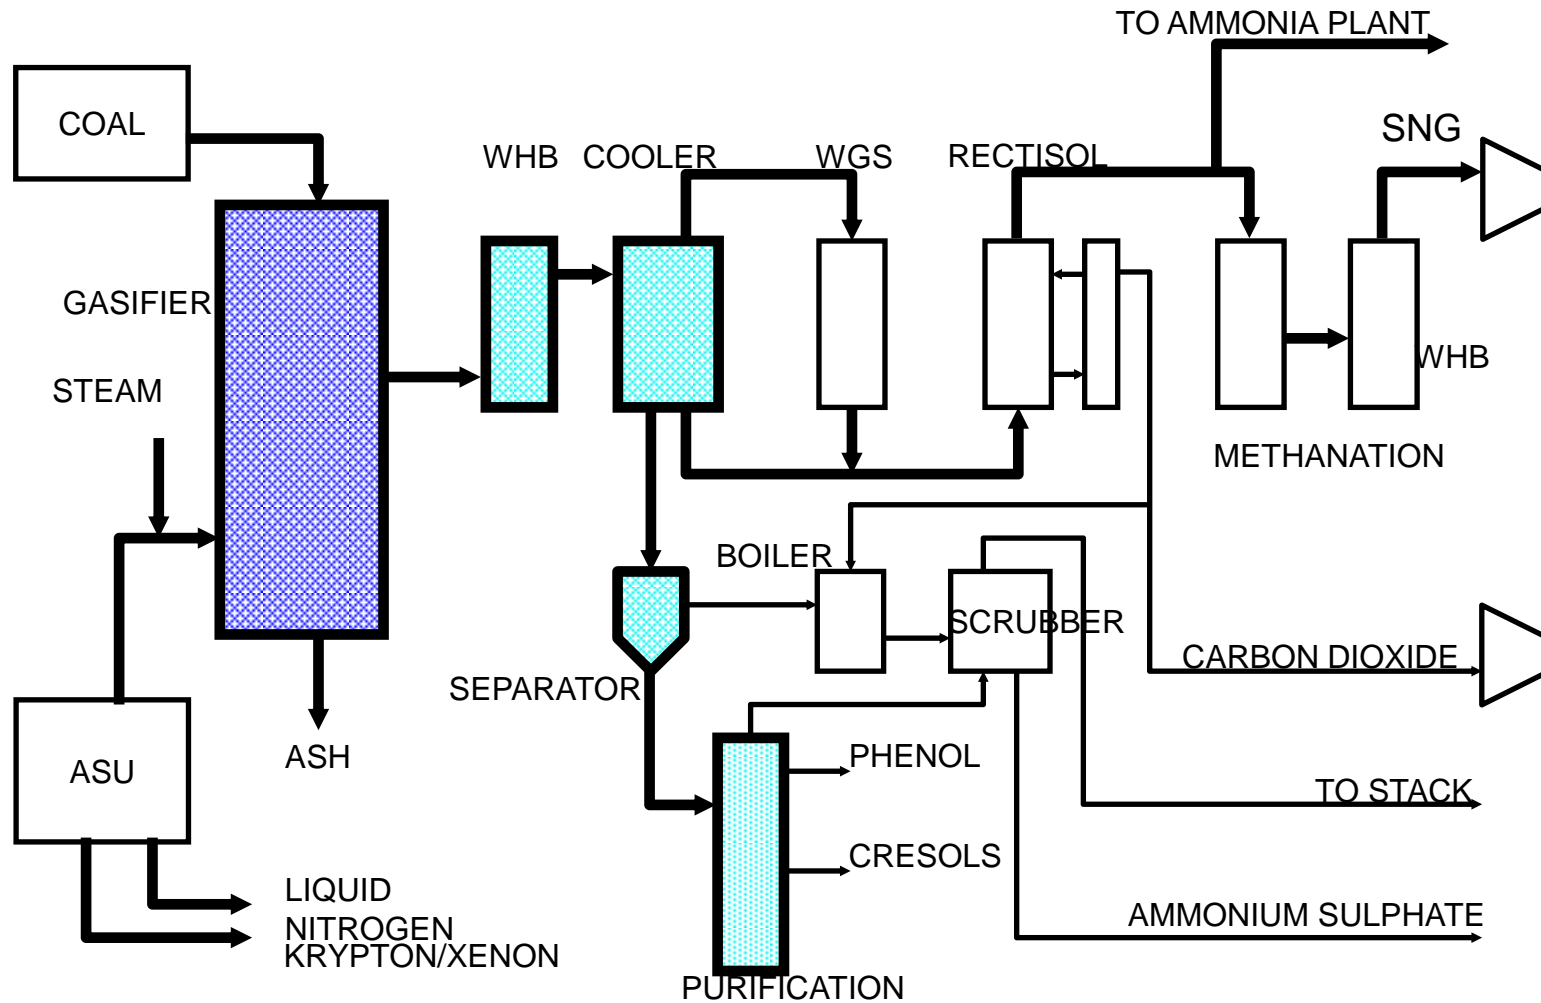 TO AMMONIA PLANT
COAL
SNG
WHB
COOLER
WGS
RECTISOL
GASIFIER
WHB
STEAM
METHANATION
BOILER
SCRUBBER
CARBON DIOXIDE
SEPARATOR
ASH
ASU
PHENOL
TO STACK
CRESOLS
LIQUID
NITROGEN
KRYPTON/XENON
AMMONIUM SULPHATE
PURIFICATION